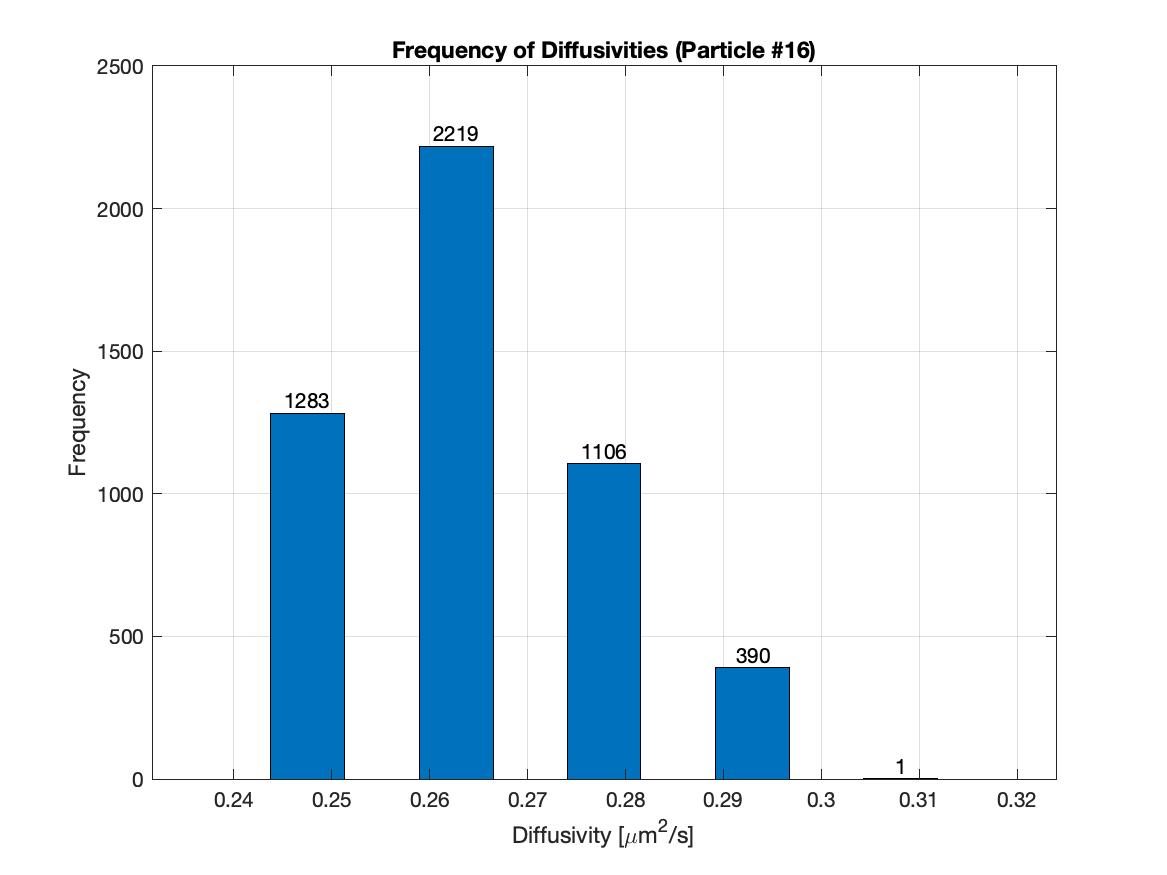 Frequency of Diffusivities (Particle #16)
2500
2000
1500
1000
500
0
Frequency
2219
1283
1106
390
1
0.24 0.25 0.26 0.27 0.28 0.29 0.3 0.31 0.32
Diffusivity [μm²/s]